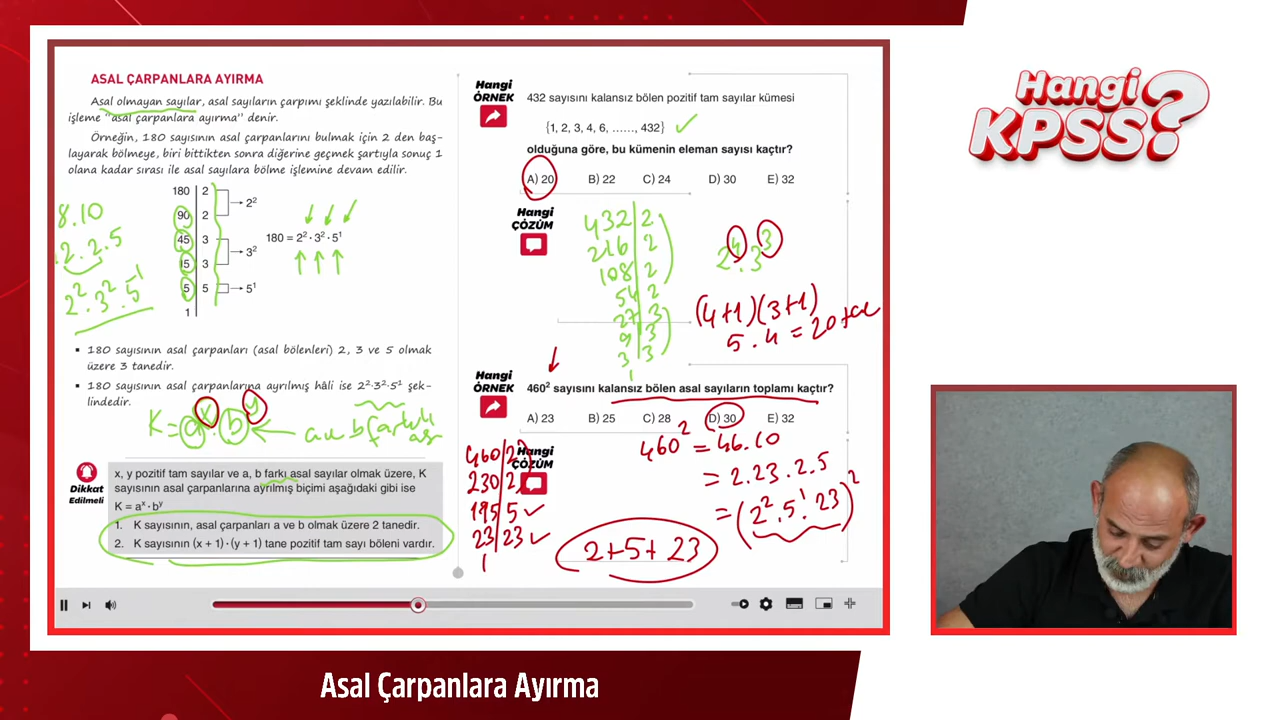 Hangi
KPSS?
ASAL ÇARPANLARA AYIRMA
Asal olmayan sayılar, asal sayıların çarpımı şeklinde yazılabilir. Bu
işleme "asal çarpanlara ayırma" denir.
Örneğin, 180 sayısının asal çarpanlarını bulmak için 2 den baş-
layarak bölmeye, biri bittikten sonra diğerine geçmek şartıyla sonuç 1
olana kadar sırası ile asal sayılara bölme işlemine devam edilir.
8.10
2.2.5
2².3².5¹
180 2
90 2
45 3
15 3
5 5
1
→ 2²
→ 3²
→ 5¹
180 = 2² · 3² · 5¹
• 180 sayısının asal çarpanları (asal bölenleri) 2, 3 ve 5 olmak
üzere 3 tanedir.
• 180 sayısının asal çarpanlarına ayrılmış hâli ise 2²·3²·5¹ şek-
lindedir.
K = aˣ . bʸ
Dikkat
Edilmeli
x, y pozitif tam sayılar ve a, b farkı asal sayılar olmak üzere, K
sayısının asal çarpanlarına ayrılmış biçimi aşağıdaki gibi ise
K = aˣ · bʸ
1. K sayısının, asal çarpanları a ve b olmak üzere 2 tanedir.
2. K sayısının (x + 1) · (y + 1) tane pozitif tam sayı böleni vardır.
Hangi
ÖRNEK
432 sayısını kalansız bölen pozitif tam sayılar kümesi
{1, 2, 3, 4, 6, ......, 432}
olduğuna göre, bu kümenin eleman sayısı kaçtır?
A) 20 B) 22 C) 24 D) 30 E) 32
Hangi
ÇÖZÜM
432 2
216 2
108 2
54 2
27 3
9 3
3 3
1
2⁴.3³
(4+1)(3+1)
5.4=20
Hangi
ÖRNEK
460² sayısını kalansız bölen asal sayıların toplamı kaçtır?
A) 23 B) 25 C) 28 D) 30 E) 32
Hangi
ÇÖZÜM
460 2
230 2
195 5
23 23
1
460² = 46.10
= 2.23.2.5
= (2².5¹.23)²
2+5+23
Asal Çarpanlara Ayırma